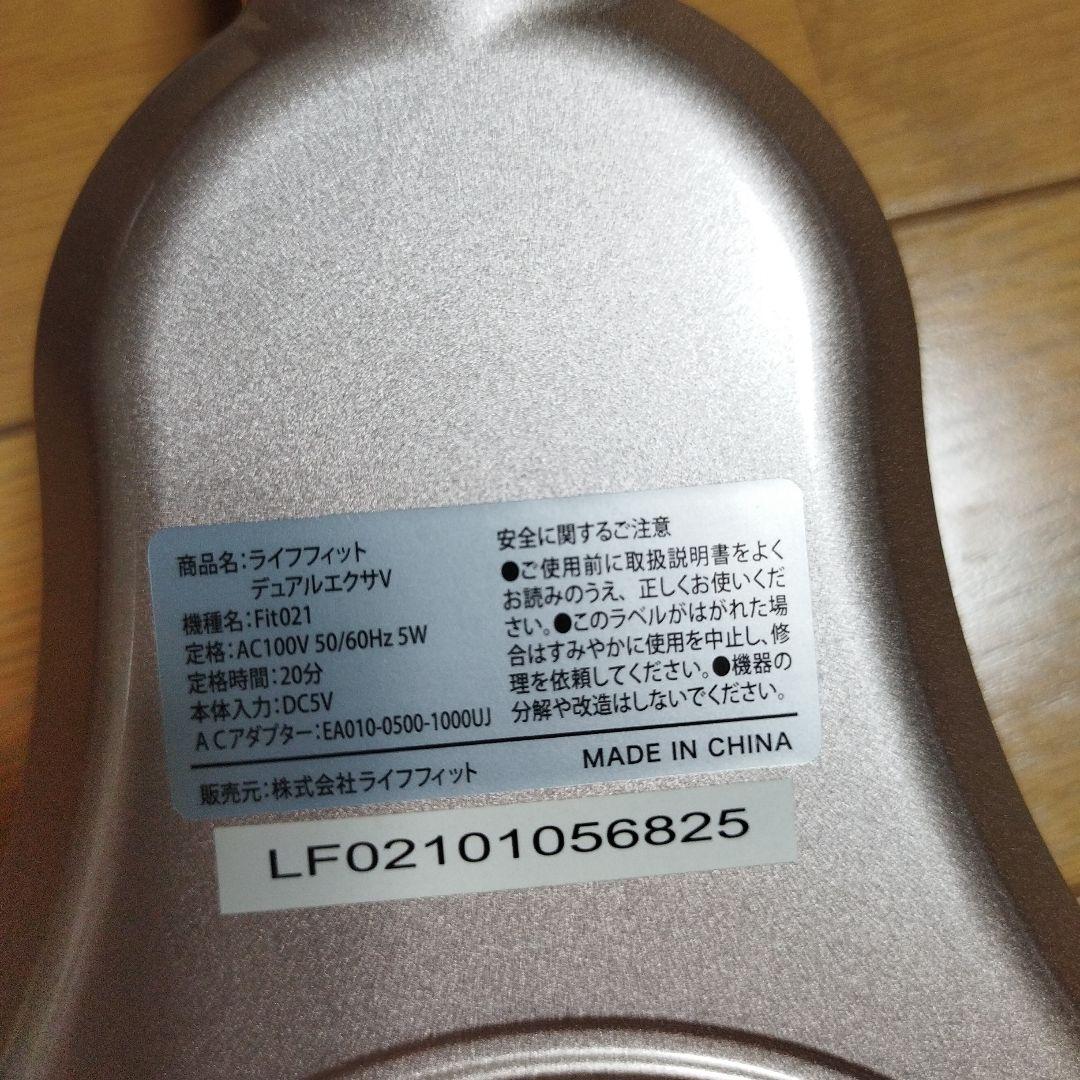 商品名：ライフフィット
デュアルエクサV
機種名：Fit021
定格：AC100V 50/60Hz 5W
定格時間：20分
本体入力：DC5V
ACアダプター：EA010-0500-1000UJ
安全に関するご注意
●ご使用前に取扱説明書をよく
お読みのうえ、正しくお使いくだ
さい。●このラベルがはがれた場
合はすみやかに使用を中止し、修
理を依頼してください。●機器の
分解や改造はしないでください。
販売元：株式会社ライフフィット
MADE IN CHINA
LF02101056825